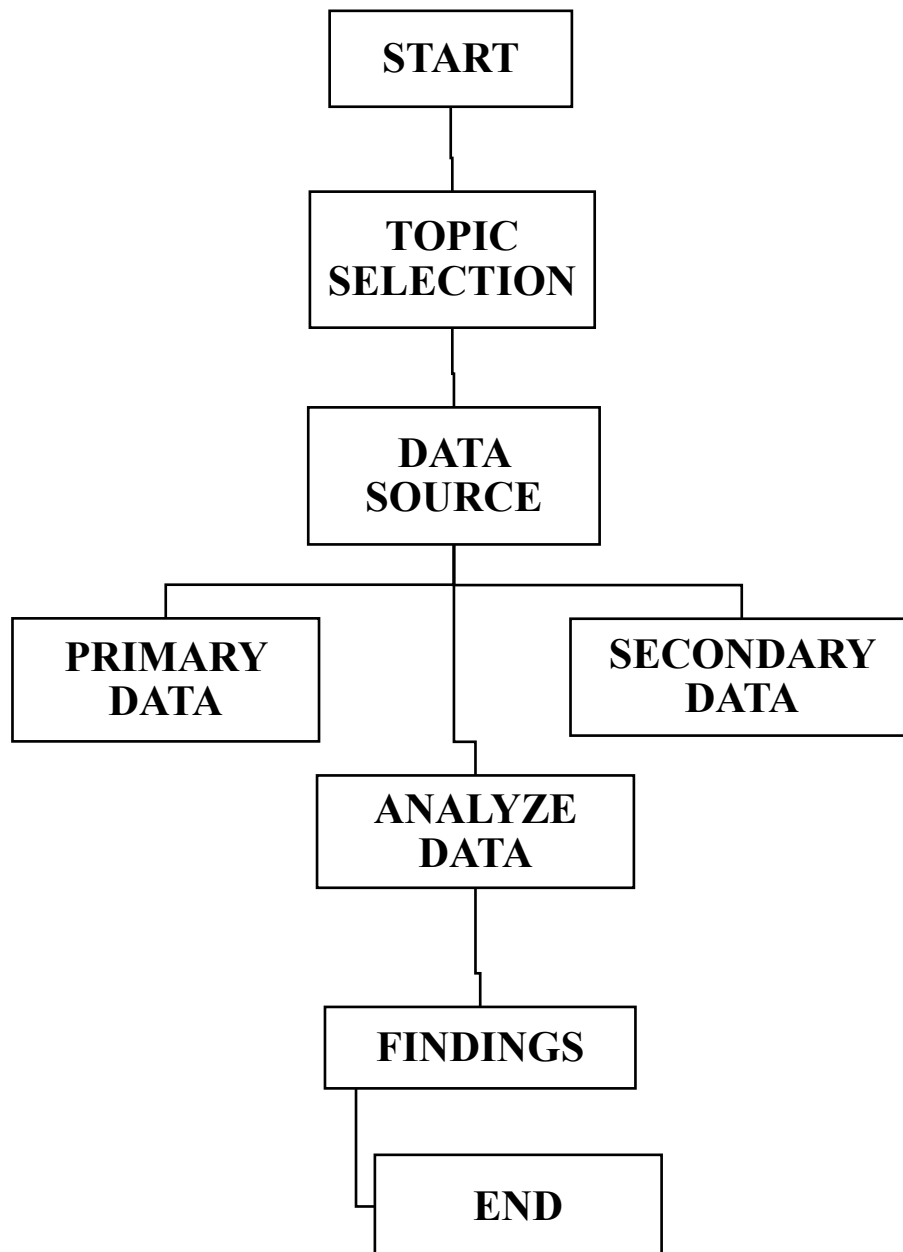 START
TOPIC
SELECTION
DATA
SOURCE
PRIMARY
DATA
SECONDARY
DATA
ANALYZE
DATA
FINDINGS
END